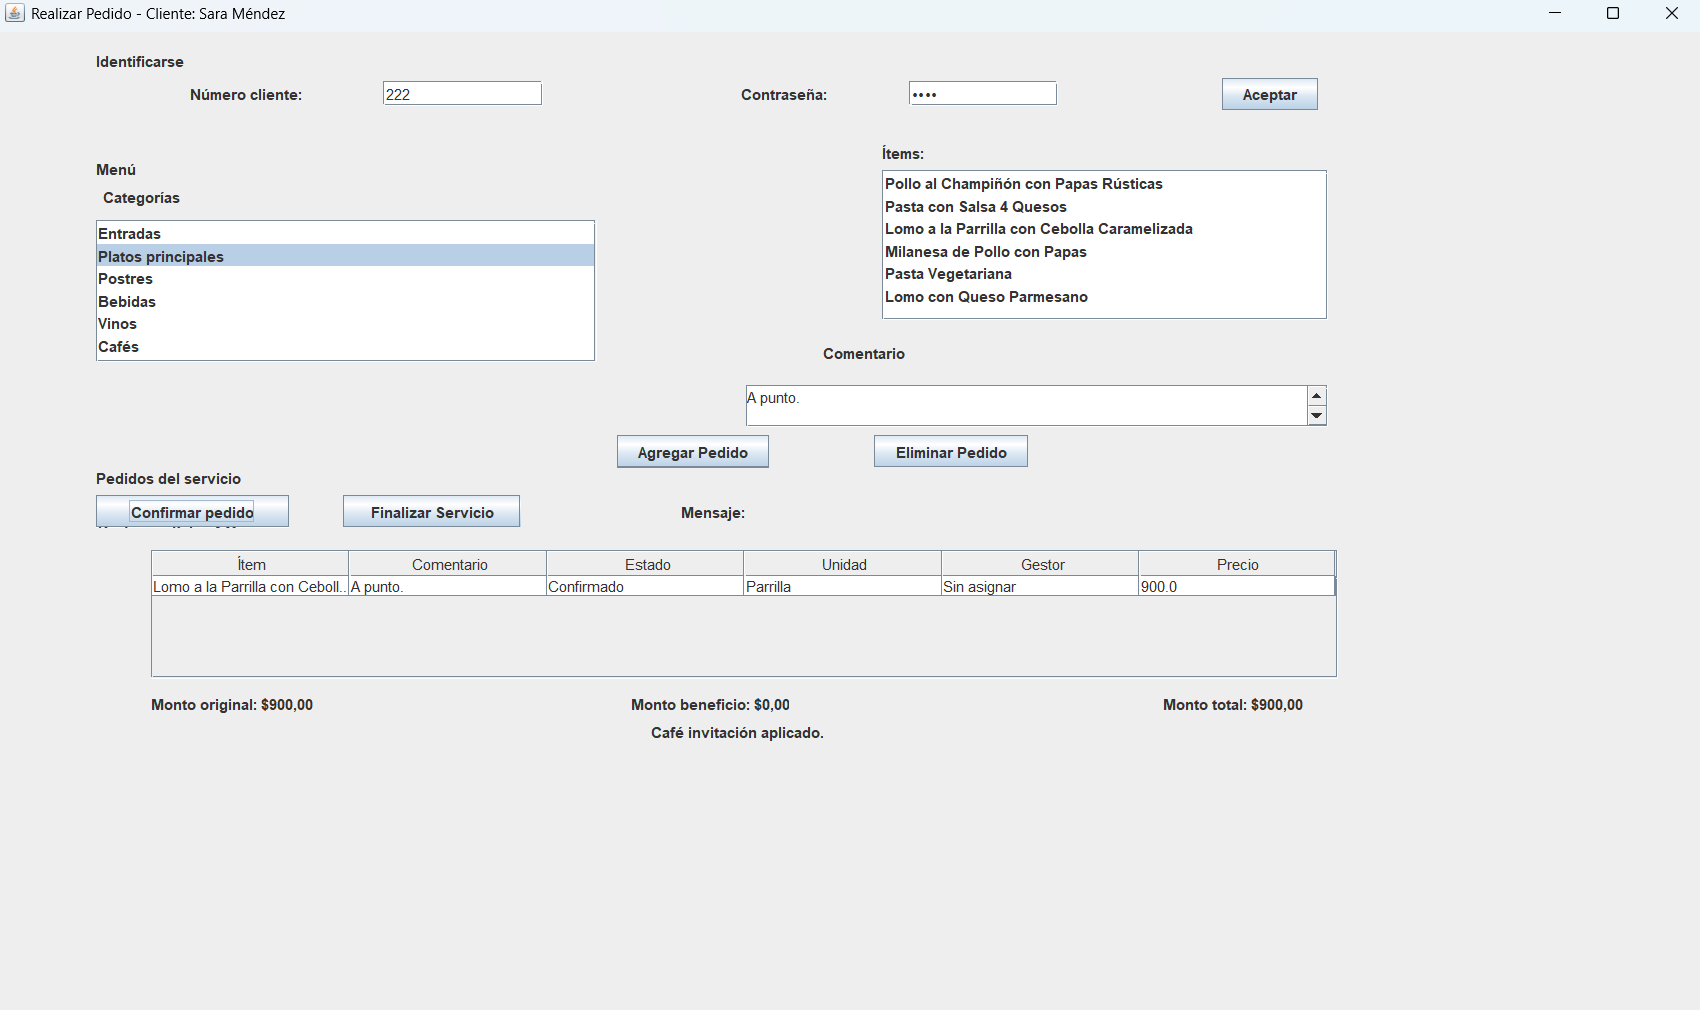 Realizar Pedido - Cliente: Sara Méndez
Identificarse
Número cliente: 222 Contraseña: •••• Aceptar
Ítems:
Menú
Categorías
Entradas
Platos principales
Postres
Bebidas
Vinos
Cafés
Pollo al Champiñón con Papas Rústicas
Pasta con Salsa 4 Quesos
Lomo a la Parrilla con Cebolla Caramelizada
Milanesa de Pollo con Papas
Pasta Vegetariana
Lomo con Queso Parmesano
Comentario
A punto.
Agregar Pedido Eliminar Pedido
Pedidos del servicio
Confirmar pedido Finalizar Servicio Mensaje:
Ítem Comentario Estado Unidad Gestor Precio
Lomo a la Parrilla con Ceboll... A punto. Confirmado Parrilla Sin asignar 900.0
Monto original: $900,00 Monto beneficio: $0,00 Monto total: $900,00
Café invitación aplicado.